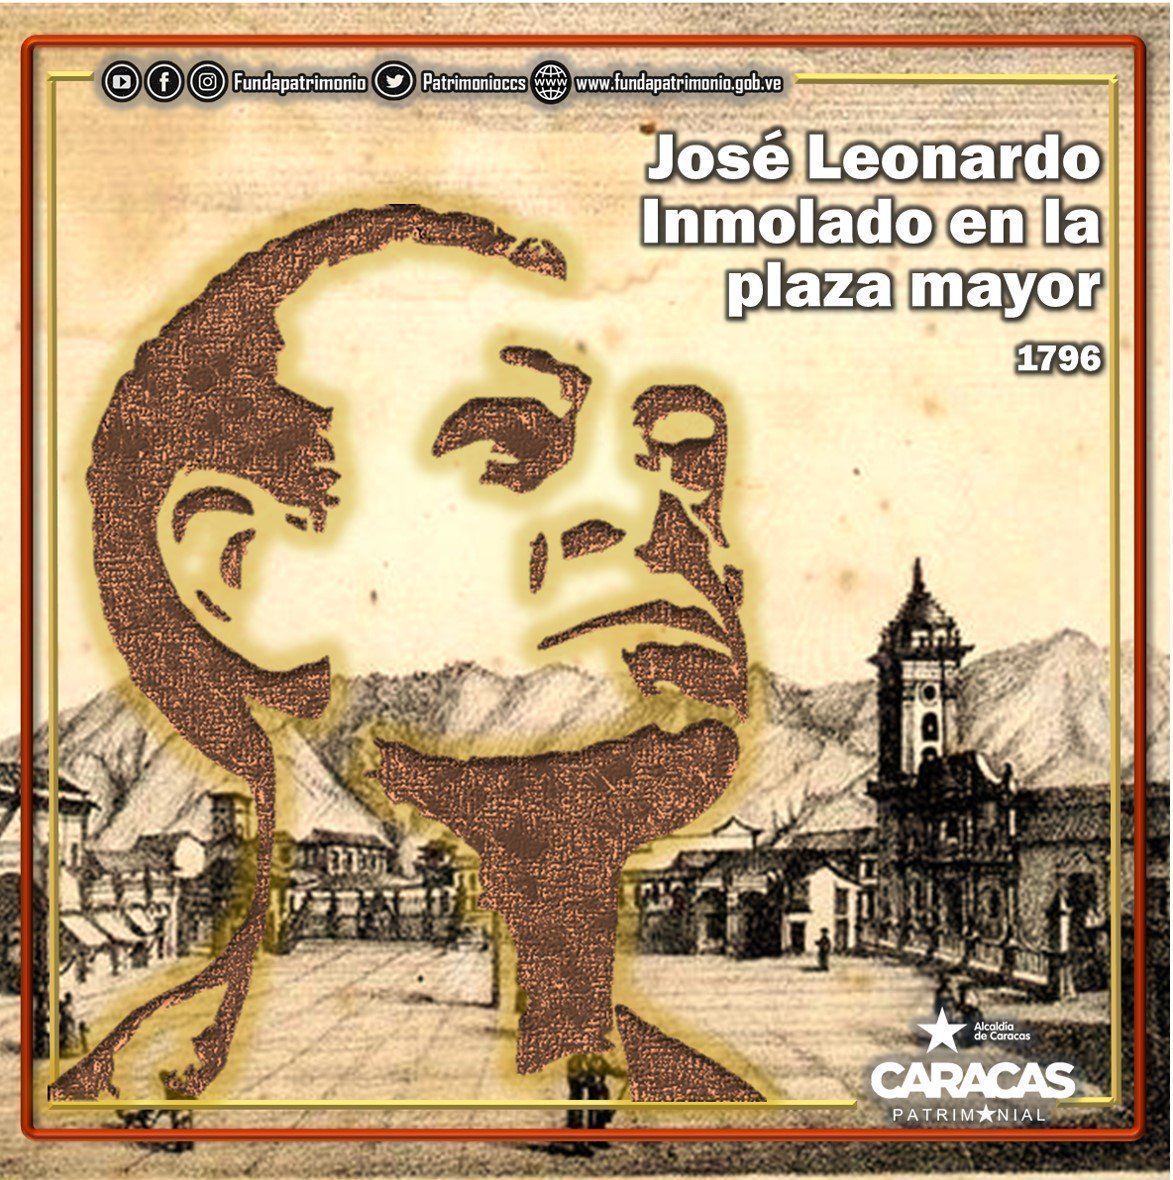 Fundapatrimonio Patrimonioccs www www.fundapatrimonio.gob.ve
José Leonardo
Inmolado en la
plaza mayor
1796
Alcaldía
de Caracas
CARACAS
PATRIMONIAL